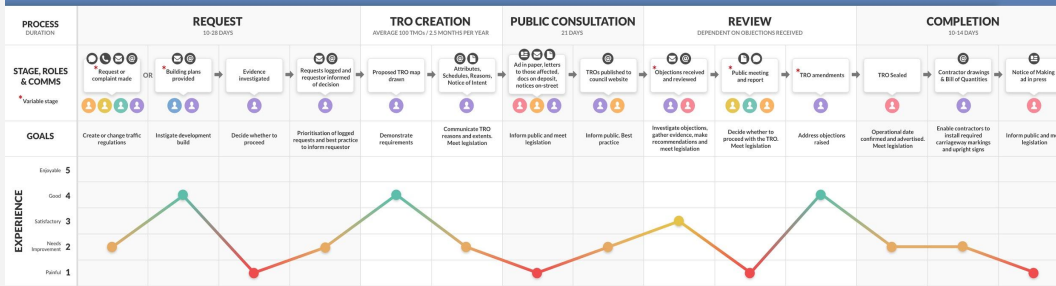 PROCESS
DURATION
REQUEST
10-28 DAYS
TRO CREATION
AVERAGE 100 TMOs / 2.5 MONTHS PER YEAR
PUBLIC CONSULTATION
21 DAYS
REVIEW
DEPENDENT ON OBJECTIONS RECEIVED
COMPLETION
10-14 DAYS
STAGE, ROLES
& COMMS
*Variable stage
*Request or
complaint made
OR
*Building plans
provided
Evidence
Investigated
Requests logged and
requestor informed
of decision
Proposed TRO map
drawn
Attributes,
Schedules, Reasons,
Notice of Intent
Ad in paper, letters
to those affected,
docs on deposit,
notices on-street
TROs published to
council website
*Objections received
and reviewed
*Public meeting
and report
*TRO amendments
TRO Sealed
Contractor drawings
& Bill of Quantities
Notice of Making
ad in press
GOALS
Create or change traffic
regulations
Instigate development
build
Decide whether to
proceed
Prioritisation of logged
requests and best practice
to inform requestor
Demonstrate
requirements
Communicate TRO
reasons and extents.
Meet legislation
Inform public and meet
legislation
Inform public, Best
practice
Investigate objections,
gather evidence, make
recommendations and
meet legislation
Decide whether to
proceed with the TRO.
Meet legislation
Address objections
raised
Operational date
confirmed and advertised.
Meet legislation
Enable contractors to
install required
carriageway markings
and upright signs
Inform public and me
legislation
EXPERIENCE
Enjoyable 5
Good 4
Satisfactory 3
Needs
Improvement 2
Painful 1